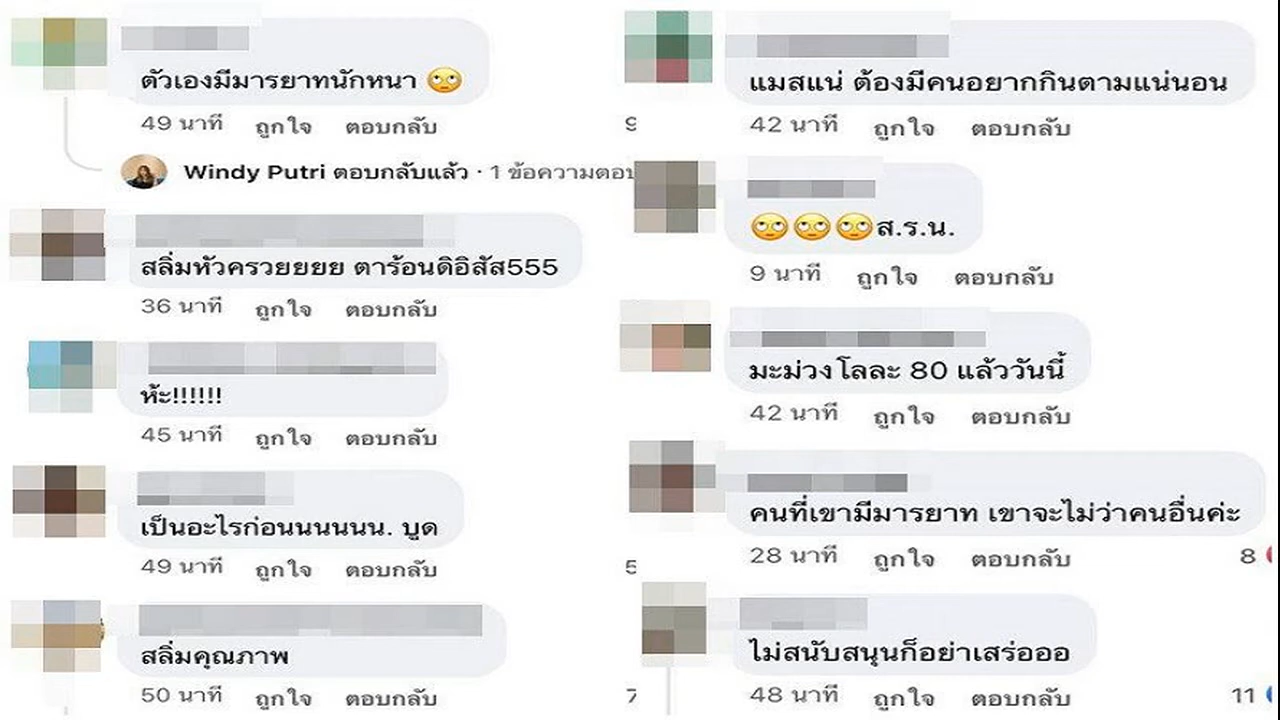 ตัวเองมีมารยาทนักหนา 🙄
49 นาที ถูกใจ ตอบกลับ
Windy Putri ตอบกลับแล้ว · 1 ข้อความตอบ
สลิ่มหัวครวยยยย ตาร้อนดิอิสัส555
36 นาที ถูกใจ ตอบกลับ
ห้ะ!!!!!!
45 นาที ถูกใจ ตอบกลับ
เป็นอะไรก่อนนนนนน. บูด
49 นาที ถูกใจ ตอบกลับ
5
สลิ่มคุณภาพ
50 นาที ถูกใจ ตอบกลับ
7
แมสแน่ ต้องมีคนอยากกินตามแน่นอน
42 นาที ถูกใจ ตอบกลับ
🙄🙄🙄ส.ร.น.
9 นาที ถูกใจ ตอบกลับ
มะม่วงโลละ 80 แล้ววันนี้
42 นาที ถูกใจ ตอบกลับ
คนที่เขามีมารยาท เขาจะไม่ว่าคนอื่นค่ะ
28 นาที ถูกใจ ตอบกลับ 8
ไม่สนับสนุนก็อย่าเสร่อออ
48 นาที ถูกใจ ตอบกลับ 11